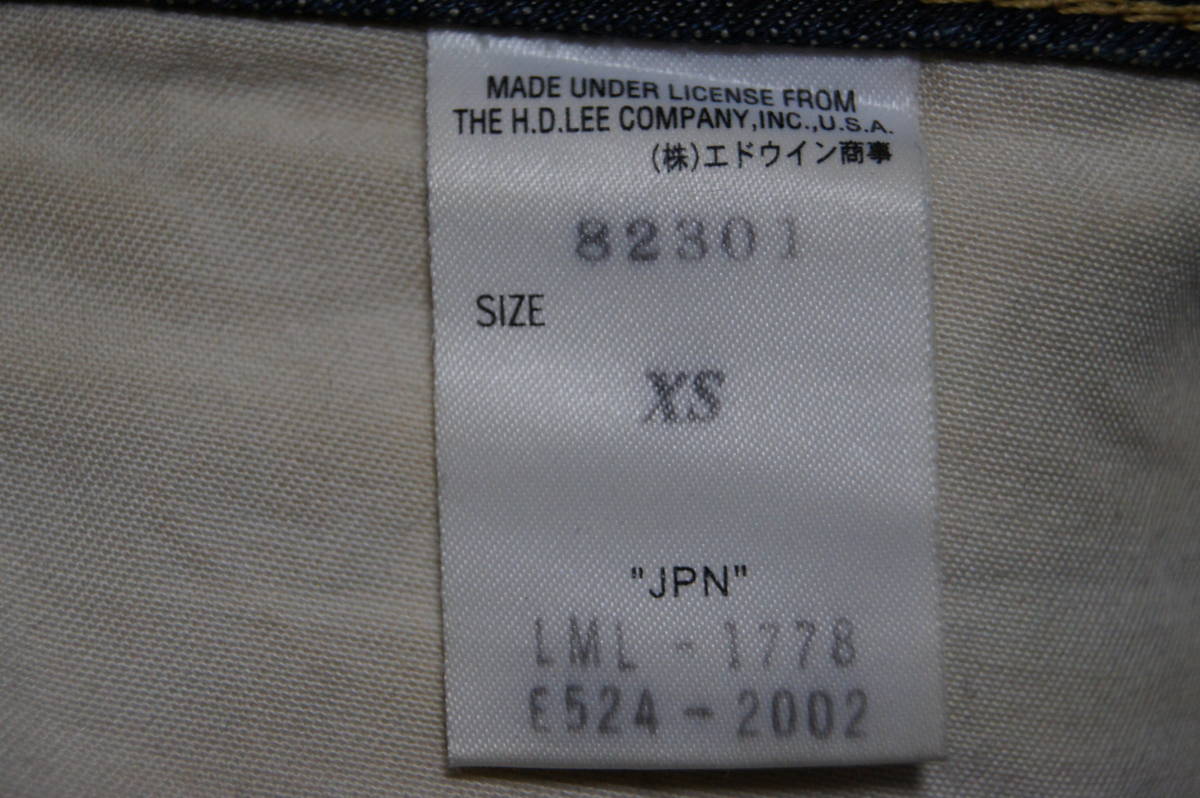 MADE UNDER LICENSE FROM
THE H.D.LEE COMPANY,INC.,U.S.A.
(株)エドウイン商事
82301
SIZE
XS
"JPN"
LML - 1778
E524 - 2002